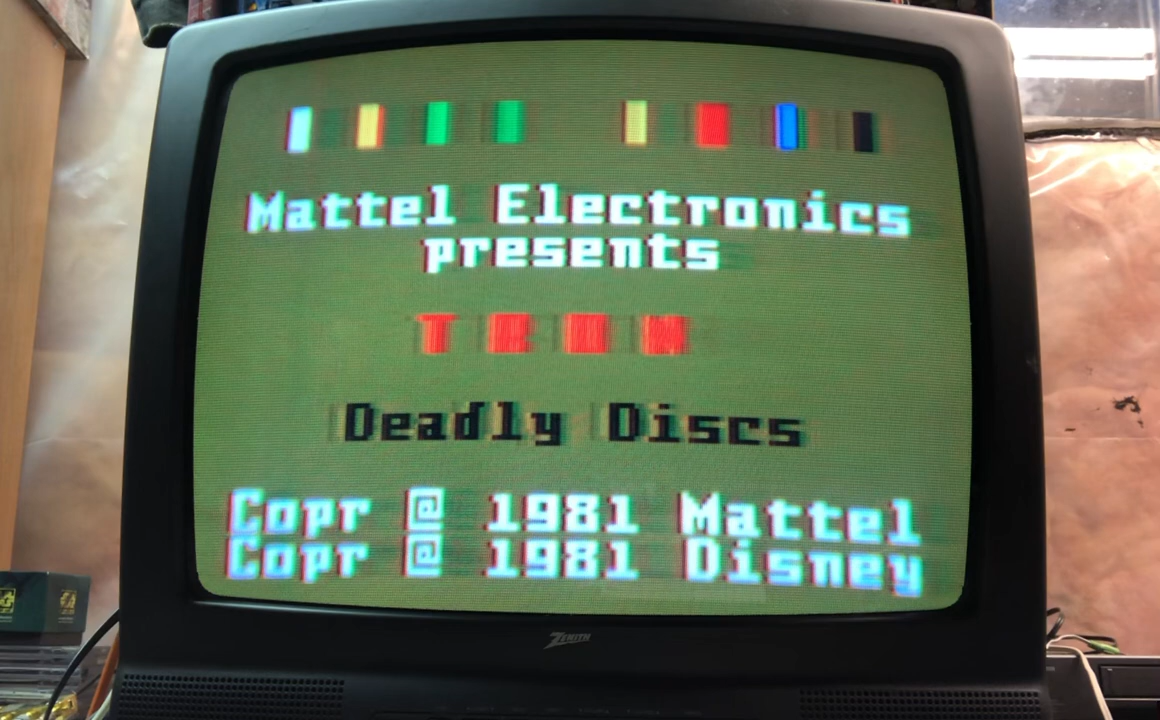 Mattel Electronics
presents
TRON
Deadly Discs
Copr @ 1981 Mattel
Copr @ 1981 Disney
ZENITH